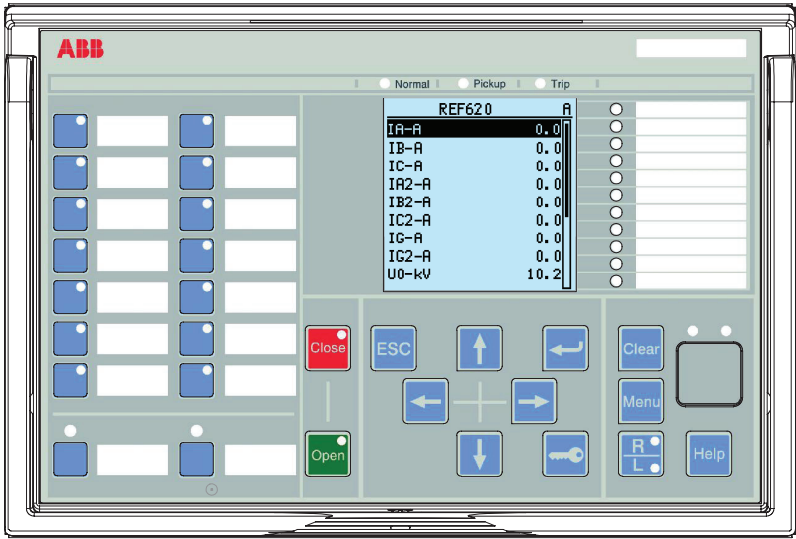 ABB
Normal Pickup Trip
REF620 A
IA-A 0.0
IB-A 0.0
IC-A 0.0
IA2-A 0.0
IB2-A 0.0
IC2-A 0.0
IG-A 0.0
IG2-A 0.0
U0-kV 10.2
Close
ESC
Clear
Menu
Open
R
L
Help